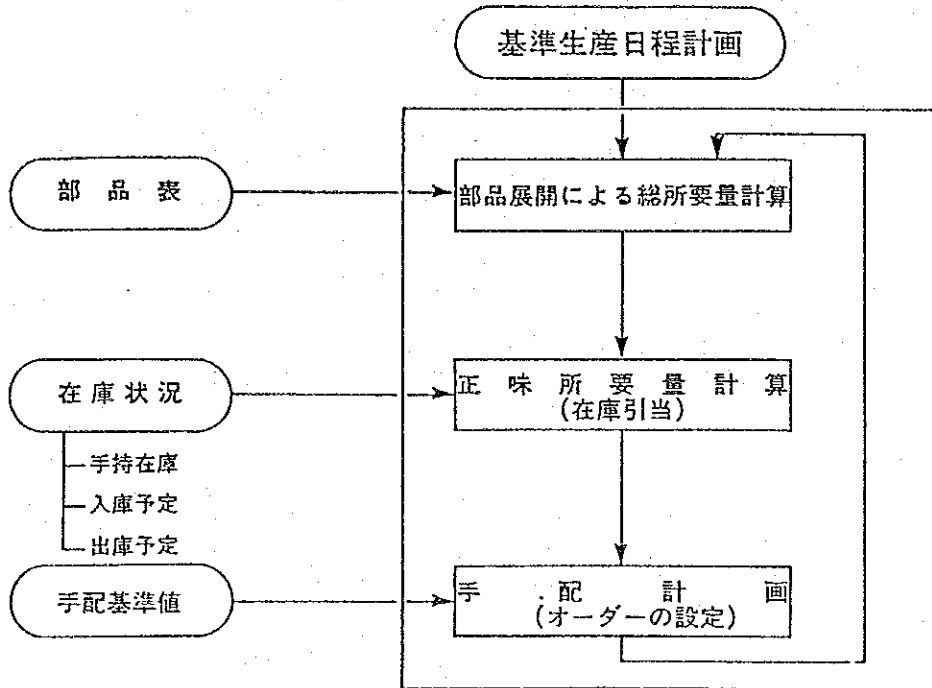 基準生産日程計画
部品表
部品展開による総所要量計算
在庫状況
正味所要量計算
(在庫引当)
手持在庫
入庫予定
出庫予定
手配基準値
手配計画
(オーダーの設定)